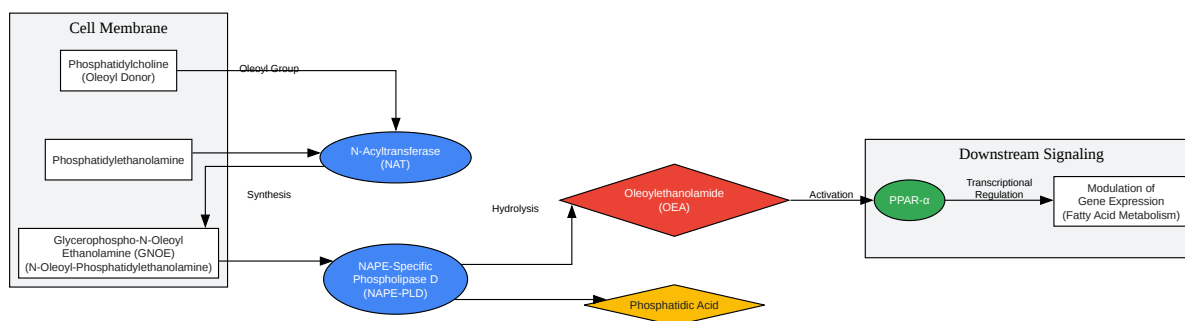 Cell Membrane
Phosphatidylcholine
(Oleoyl Donor)
Oleoyl Group
Phosphatidylethanolamine
N-Acyltransferase
(NAT)
Synthesis
Glycerophospho-N-Oleoyl
Ethanolamine (GNOE)
(N-Oleoyl-Phosphatidylethanolamine)
NAPE-Specific
Phospholipase D
(NAPE-PLD)
Hydrolysis
Oleoylethanolamide
(OEA)
Phosphatidic Acid
Activation
Downstream Signaling
PPAR-α
Transcriptional
Regulation
Modulation of
Gene Expression
(Fatty Acid Metabolism)